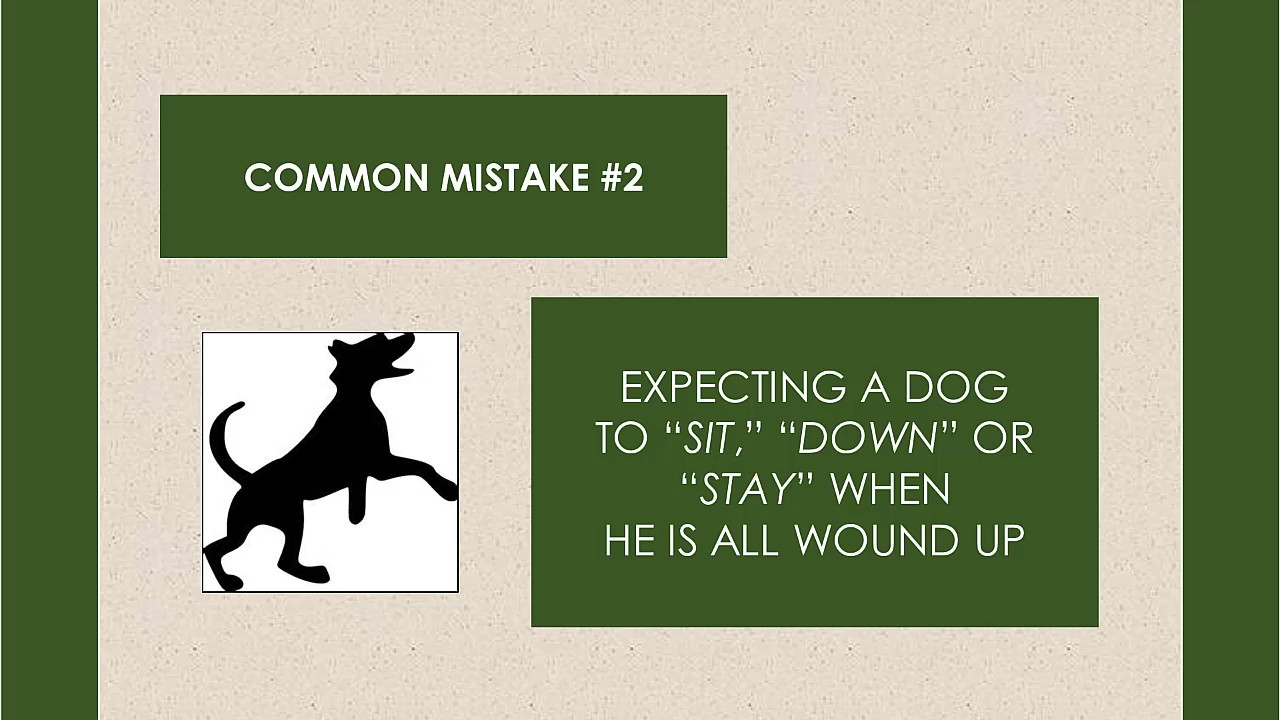 COMMON MISTAKE #2
EXPECTING A DOG
TO “SIT,” “DOWN” OR
“STAY” WHEN
HE IS ALL WOUND UP